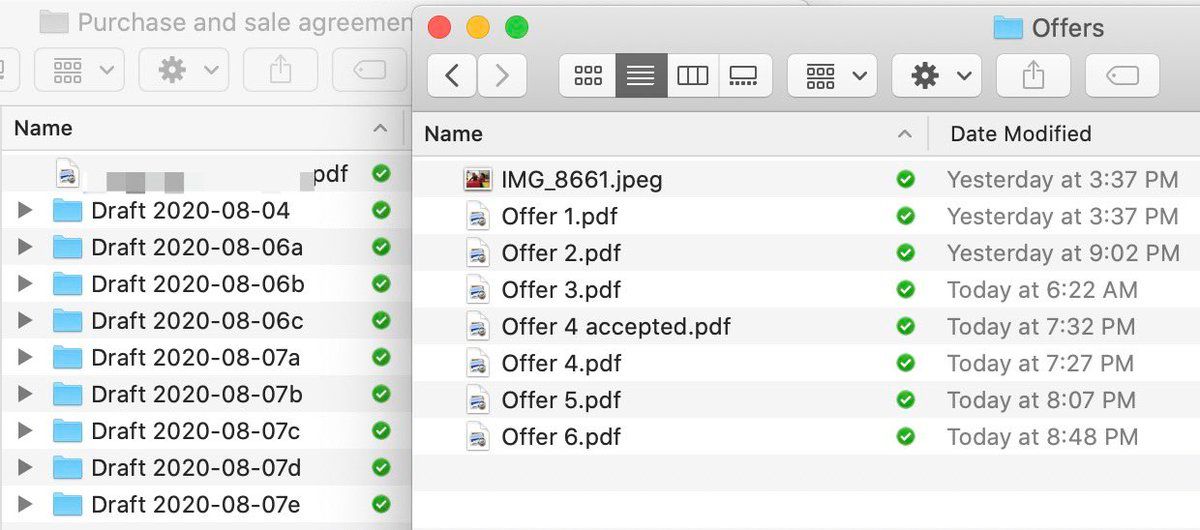 Purchase and sale agreemen
Name
pdf
Draft 2020-08-04
Draft 2020-08-06a
Draft 2020-08-06b
Draft 2020-08-06c
Draft 2020-08-07a
Draft 2020-08-07b
Draft 2020-08-07c
Draft 2020-08-07d
Draft 2020-08-07e
Offers
Name Date Modified
IMG_8661.jpeg Yesterday at 3:37 PM
Offer 1.pdf Yesterday at 3:37 PM
Offer 2.pdf Yesterday at 9:02 PM
Offer 3.pdf Today at 6:22 AM
Offer 4 accepted.pdf Today at 7:32 PM
Offer 4.pdf Today at 7:27 PM
Offer 5.pdf Today at 8:07 PM
Offer 6.pdf Today at 8:48 PM